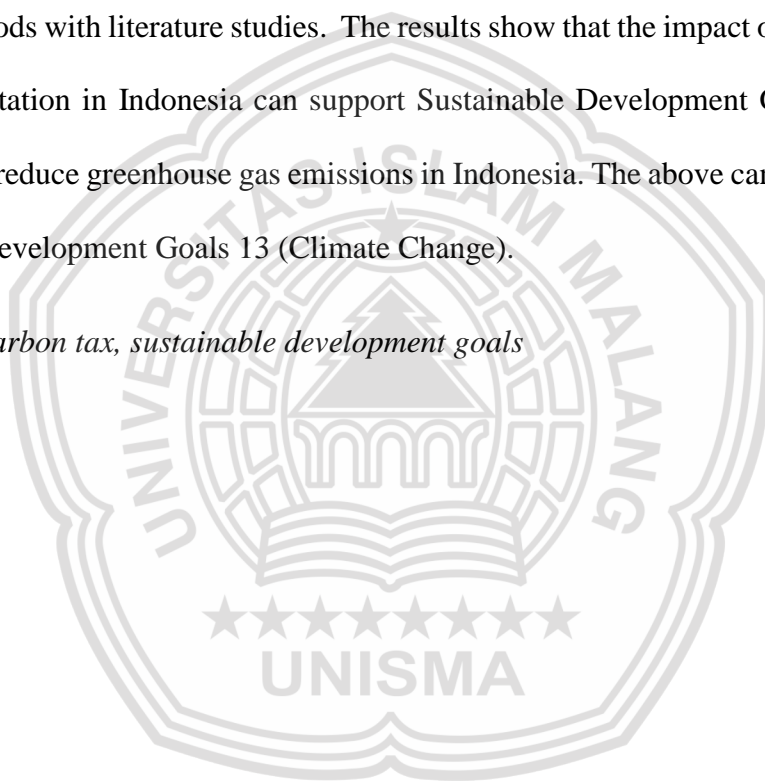 ods with literature studies. The results show that the impact o
tation in Indonesia can support Sustainable Development
reduce greenhouse gas emissions in Indonesia. The above can
evelopment Goals 13 (Climate Change).
arbon tax, sustainable development goals
UNIVERSITAS ISLAM MALANG
UNISMA